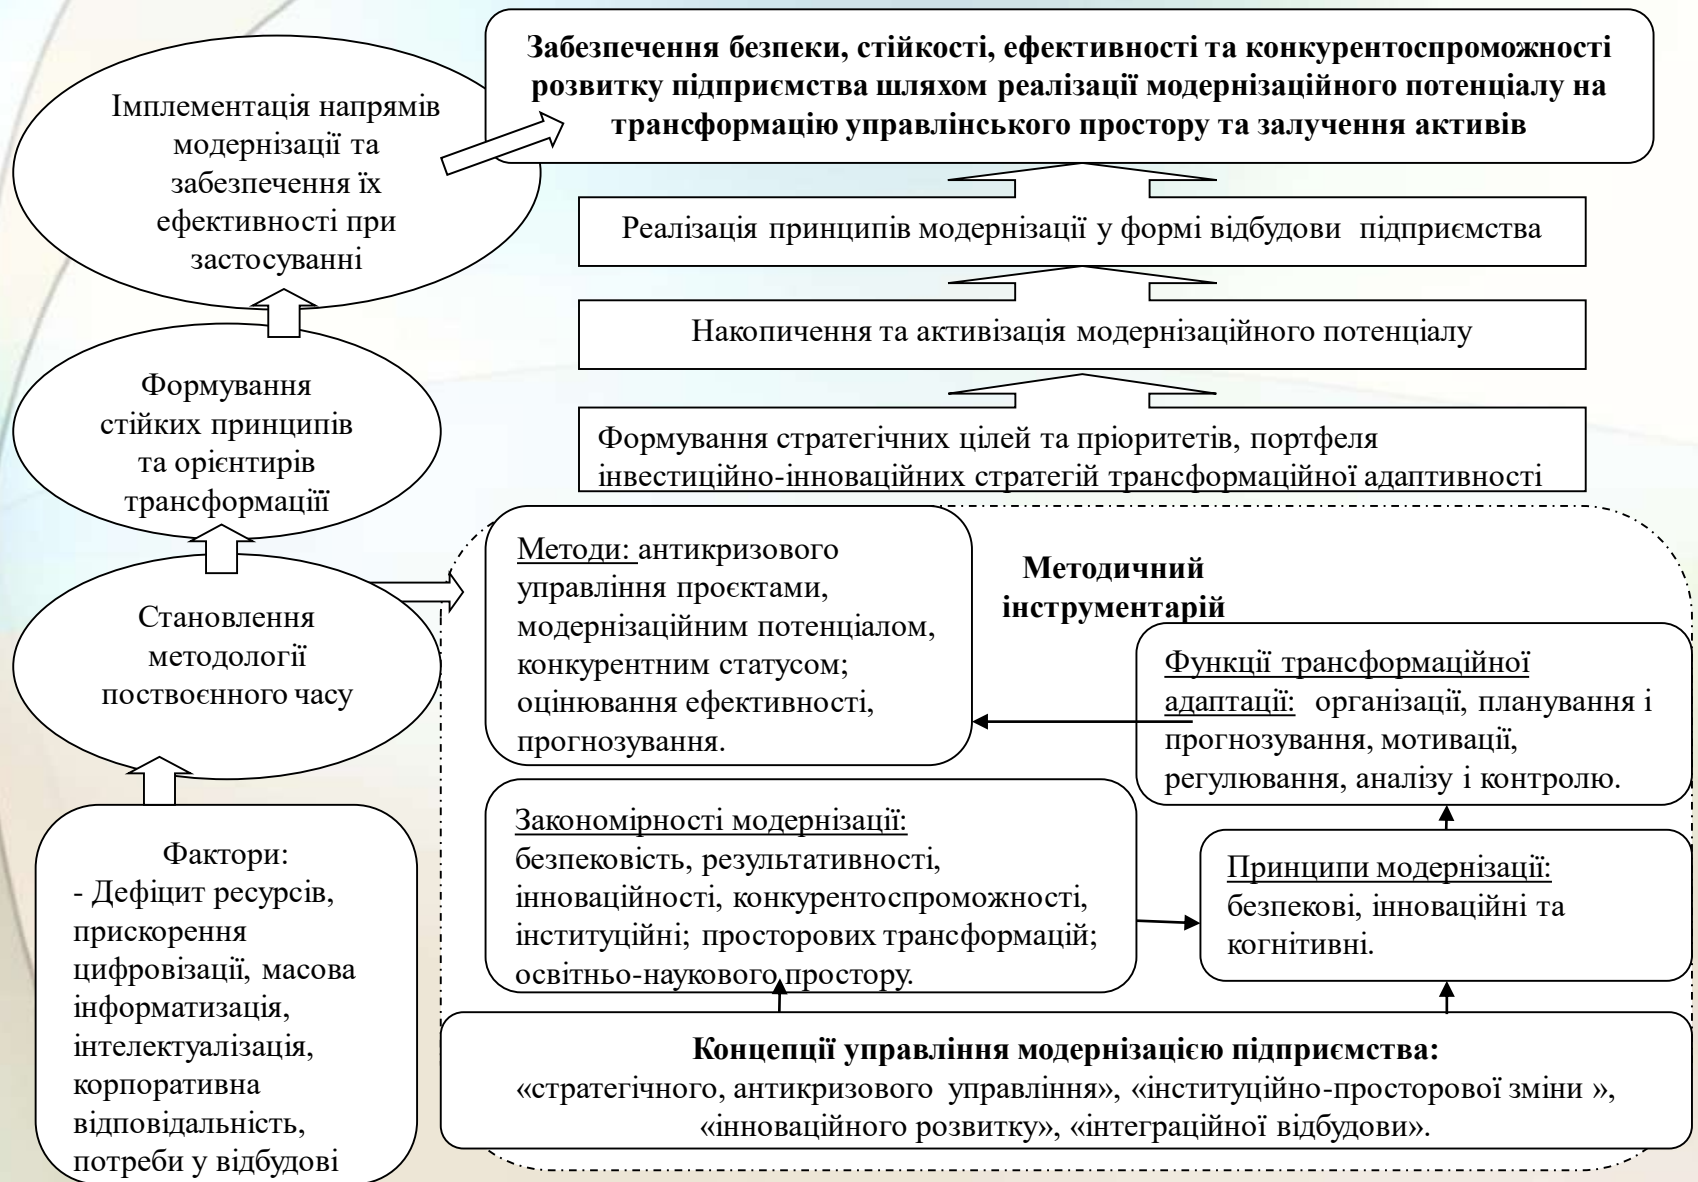 Забезпечення безпеки, стійкості, ефективності та конкурентоспроможності
розвитку підприємства шляхом реалізації модернізаційного потенціалу на
трансформацію управлінського простору та залучення активів
Імплементація напрямів
модернізації та
забезпечення їх
ефективності при
застосуванні
Реалізація принципів модернізації у формі відбудови підприємства
Накопичення та активізація модернізаційного потенціалу
Формування
стійких принципів
та орієнтирів
трансформаціїї
Формування стратегічних цілей та пріоритетів, портфеля
інвестиційно-інноваційних стратегій трансформаційної адаптивності
Становлення
методології
поствоєнного часу
Методи: антикризового
управління проєктами,
модернізаційним потенціалом,
конкурентним статусом;
оцінювання ефективності,
прогнозування.
Методичний
інструментарій
Функції трансформаційної
адаптації: організації, планування і
прогнозування, мотивації,
регулювання, аналізу і контролю.
Фактори:
- Дефіцит ресурсів,
прискорення
цифровізації, масова
інформатизація,
інтелектуалізація,
корпоративна
відповідальність,
потреби у відбудові
Закономірності модернізації:
безпековість, результативності,
інноваційності, конкурентоспроможності,
інституційні; просторових трансформацій;
освітньо-наукового простору.
Принципи модернізації:
безпекові, інноваційні та
когнітивні.
Концепції управління модернізацією підприємства:
«стратегічного, антикризового управління», «інституційно-просторової зміни »,
«інноваційного розвитку», «інтеграційної відбудови».